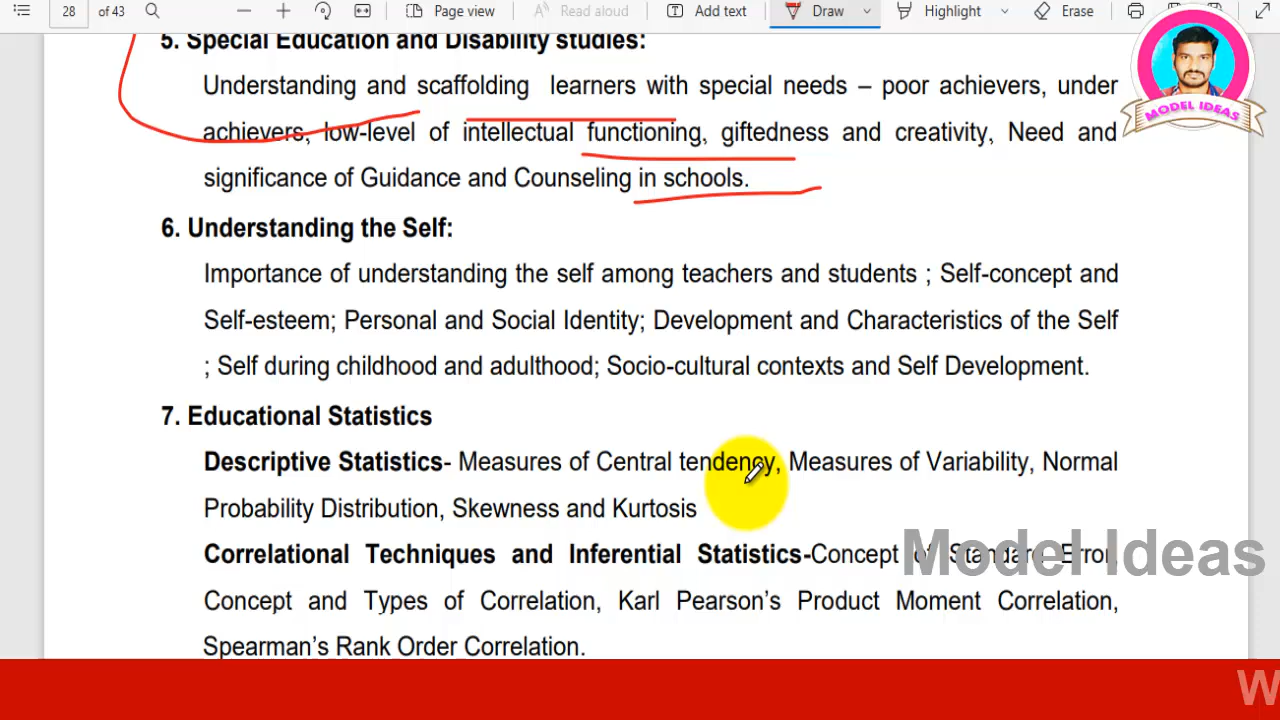 28 of 43 Page view Read aloud Add text Draw Highlight Erase
5. Special Education and Disability studies:
Understanding and scaffolding learners with special needs – poor achievers, under
achievers, low-level of intellectual functioning, giftedness and creativity, Need and
significance of Guidance and Counseling in schools.
MODEL IDEAS
6. Understanding the Self:
Importance of understanding the self among teachers and students ; Self-concept and
Self-esteem; Personal and Social Identity; Development and Characteristics of the Self
; Self during childhood and adulthood; Socio-cultural contexts and Self Development.
7. Educational Statistics
Descriptive Statistics- Measures of Central tendency, Measures of Variability, Normal
Probability Distribution, Skewness and Kurtosis
Correlational Techniques and Inferential Statistics-Concept of Standard Error,
Model Ideas
Concept and Types of Correlation, Karl Pearson's Product Moment Correlation,
Spearman's Rank Order Correlation.
W